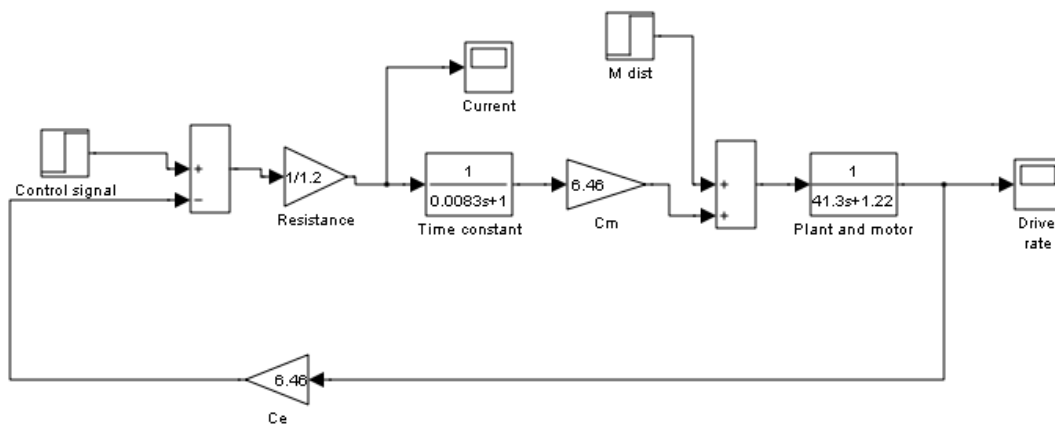 M dist
Current
Control signal
+
−
1/1.2
Resistance
1
0.0083s+1
Time constant
6.46
Cm
+
+
1
41.3s+1.22
Plant and motor
Drive
rate
6.46
Ce